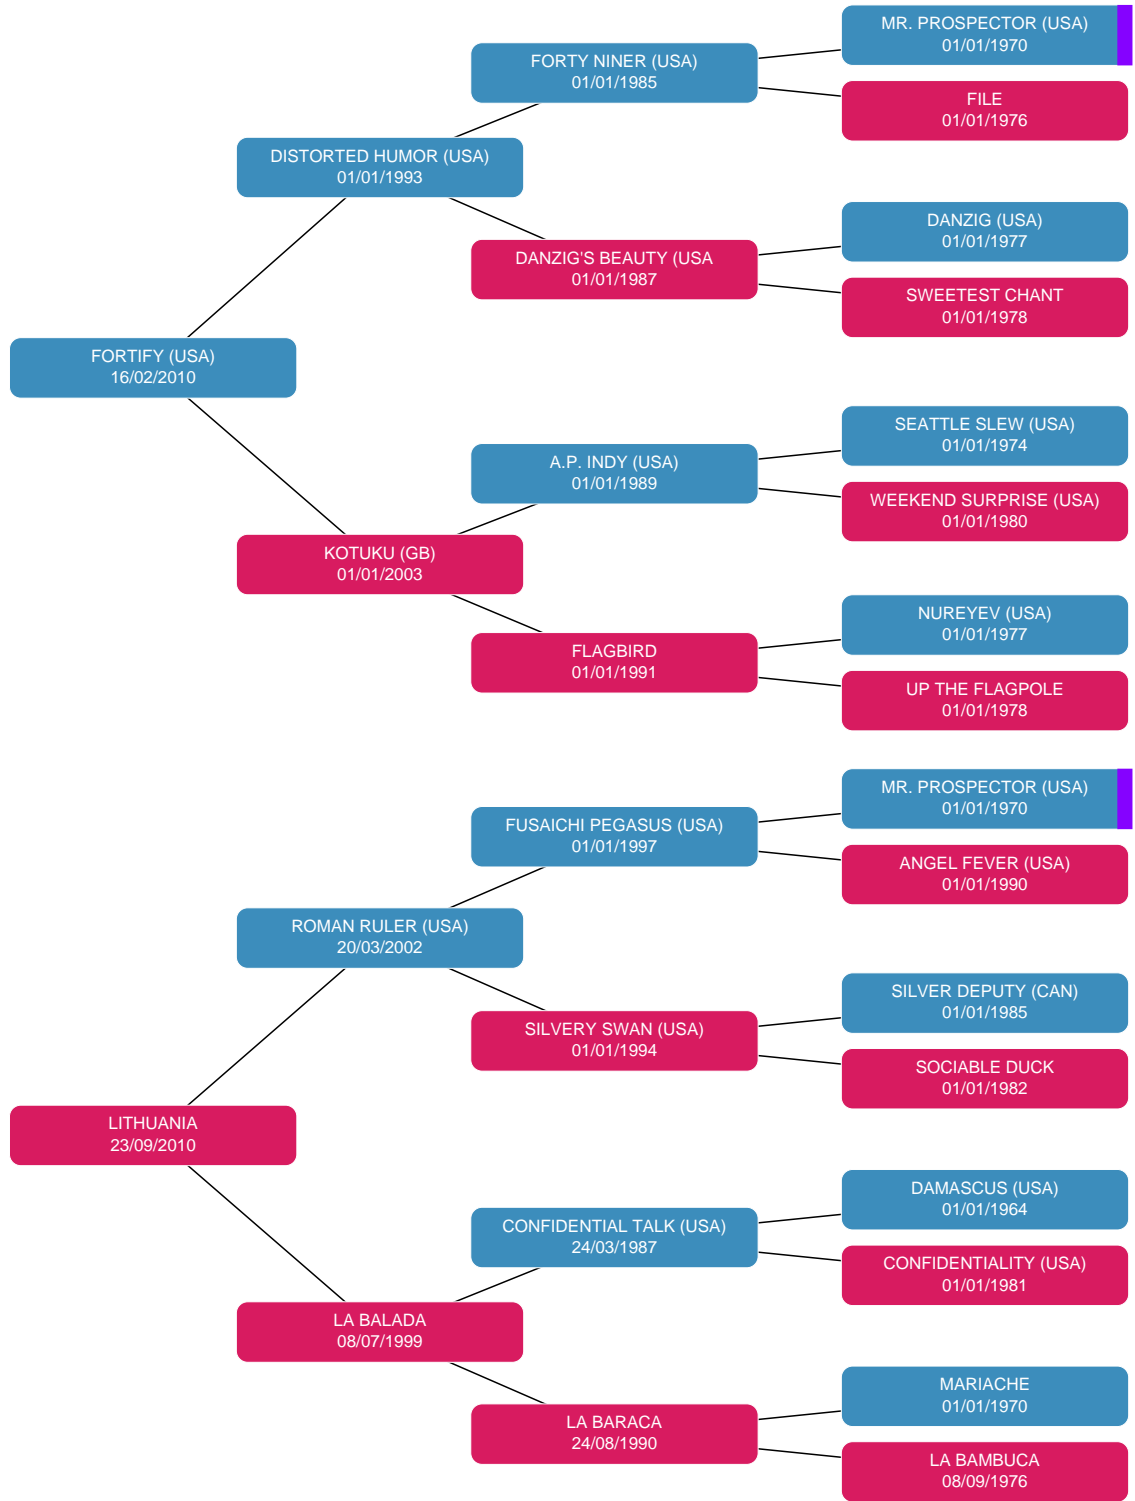 MR. PROSPECTOR (USA)
01/01/1970
FORTY NINER (USA)
01/01/1985
FILE
01/01/1976
DISTORTED HUMOR (USA)
01/01/1993
DANZIG (USA)
01/01/1977
DANZIG'S BEAUTY (USA
01/01/1987
SWEETEST CHANT
01/01/1978
FORTIFY (USA)
16/02/2010
SEATTLE SLEW (USA)
01/01/1974
A.P. INDY (USA)
01/01/1989
WEEKEND SURPRISE (USA)
01/01/1980
KOTUKU (GB)
01/01/2003
NUREYEV (USA)
01/01/1977
FLAGBIRD
01/01/1991
UP THE FLAGPOLE
01/01/1978
MR. PROSPECTOR (USA)
01/01/1970
FUSAICHI PEGASUS (USA)
01/01/1997
ANGEL FEVER (USA)
01/01/1990
ROMAN RULER (USA)
20/03/2002
SILVER DEPUTY (CAN)
01/01/1985
SILVERY SWAN (USA)
01/01/1994
SOCIABLE DUCK
01/01/1982
LITHUANIA
23/09/2010
DAMASCUS (USA)
01/01/1964
CONFIDENTIAL TALK (USA)
24/03/1987
CONFIDENTIALITY (USA)
01/01/1981
LA BALADA
08/07/1999
MARIACHE
01/01/1970
LA BARACA
24/08/1990
LA BAMBUCA
08/09/1976